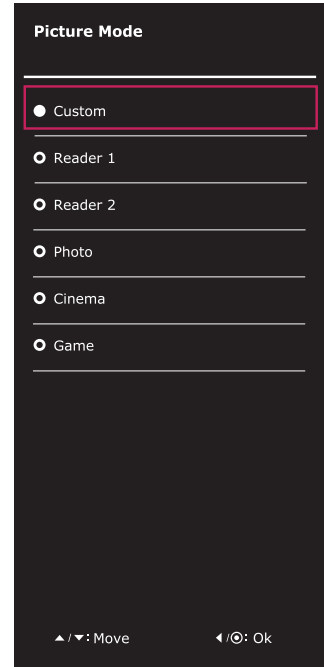 Picture Mode
Custom
Reader 1
Reader 2
Photo
Cinema
Game
▲/▼: Move ◀/◉: Ok